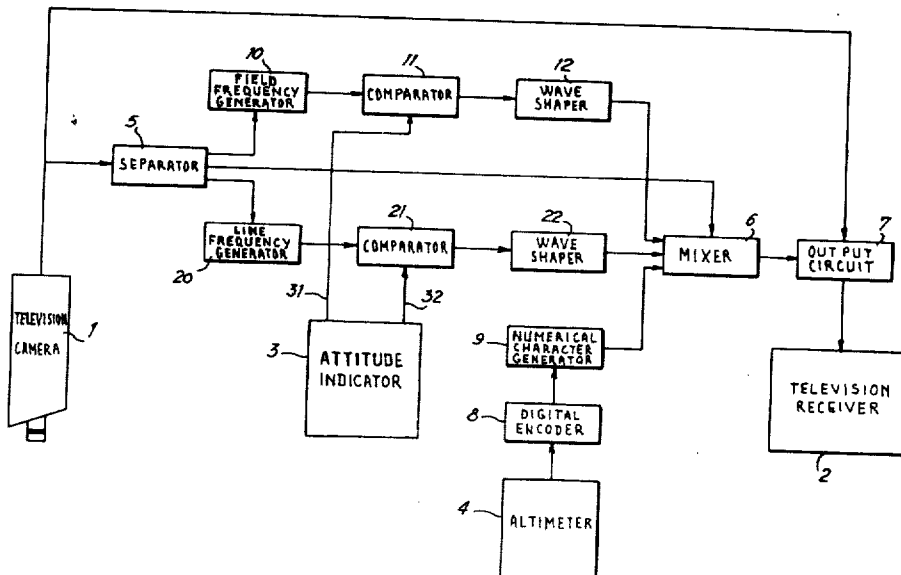 10
FIELD
FREQUENCY
GENERATOR
11
COMPARATOR
12
WAVE
SHAPER
5
SEPARATOR
LINE
FREQUENCY
GENERATOR
20
21
COMPARATOR
22
WAVE
SHAPER
6
MIXER
7
OUTPUT
CIRCUIT
TELEVISION
CAMERA
1
31
32
3
ATTITUDE
INDICATOR
9
NUMERICAL
CHARACTER
GENERATOR
8
DIGITAL
ENCODER
4
ALTIMETER
TELEVISION
RECEIVER
2